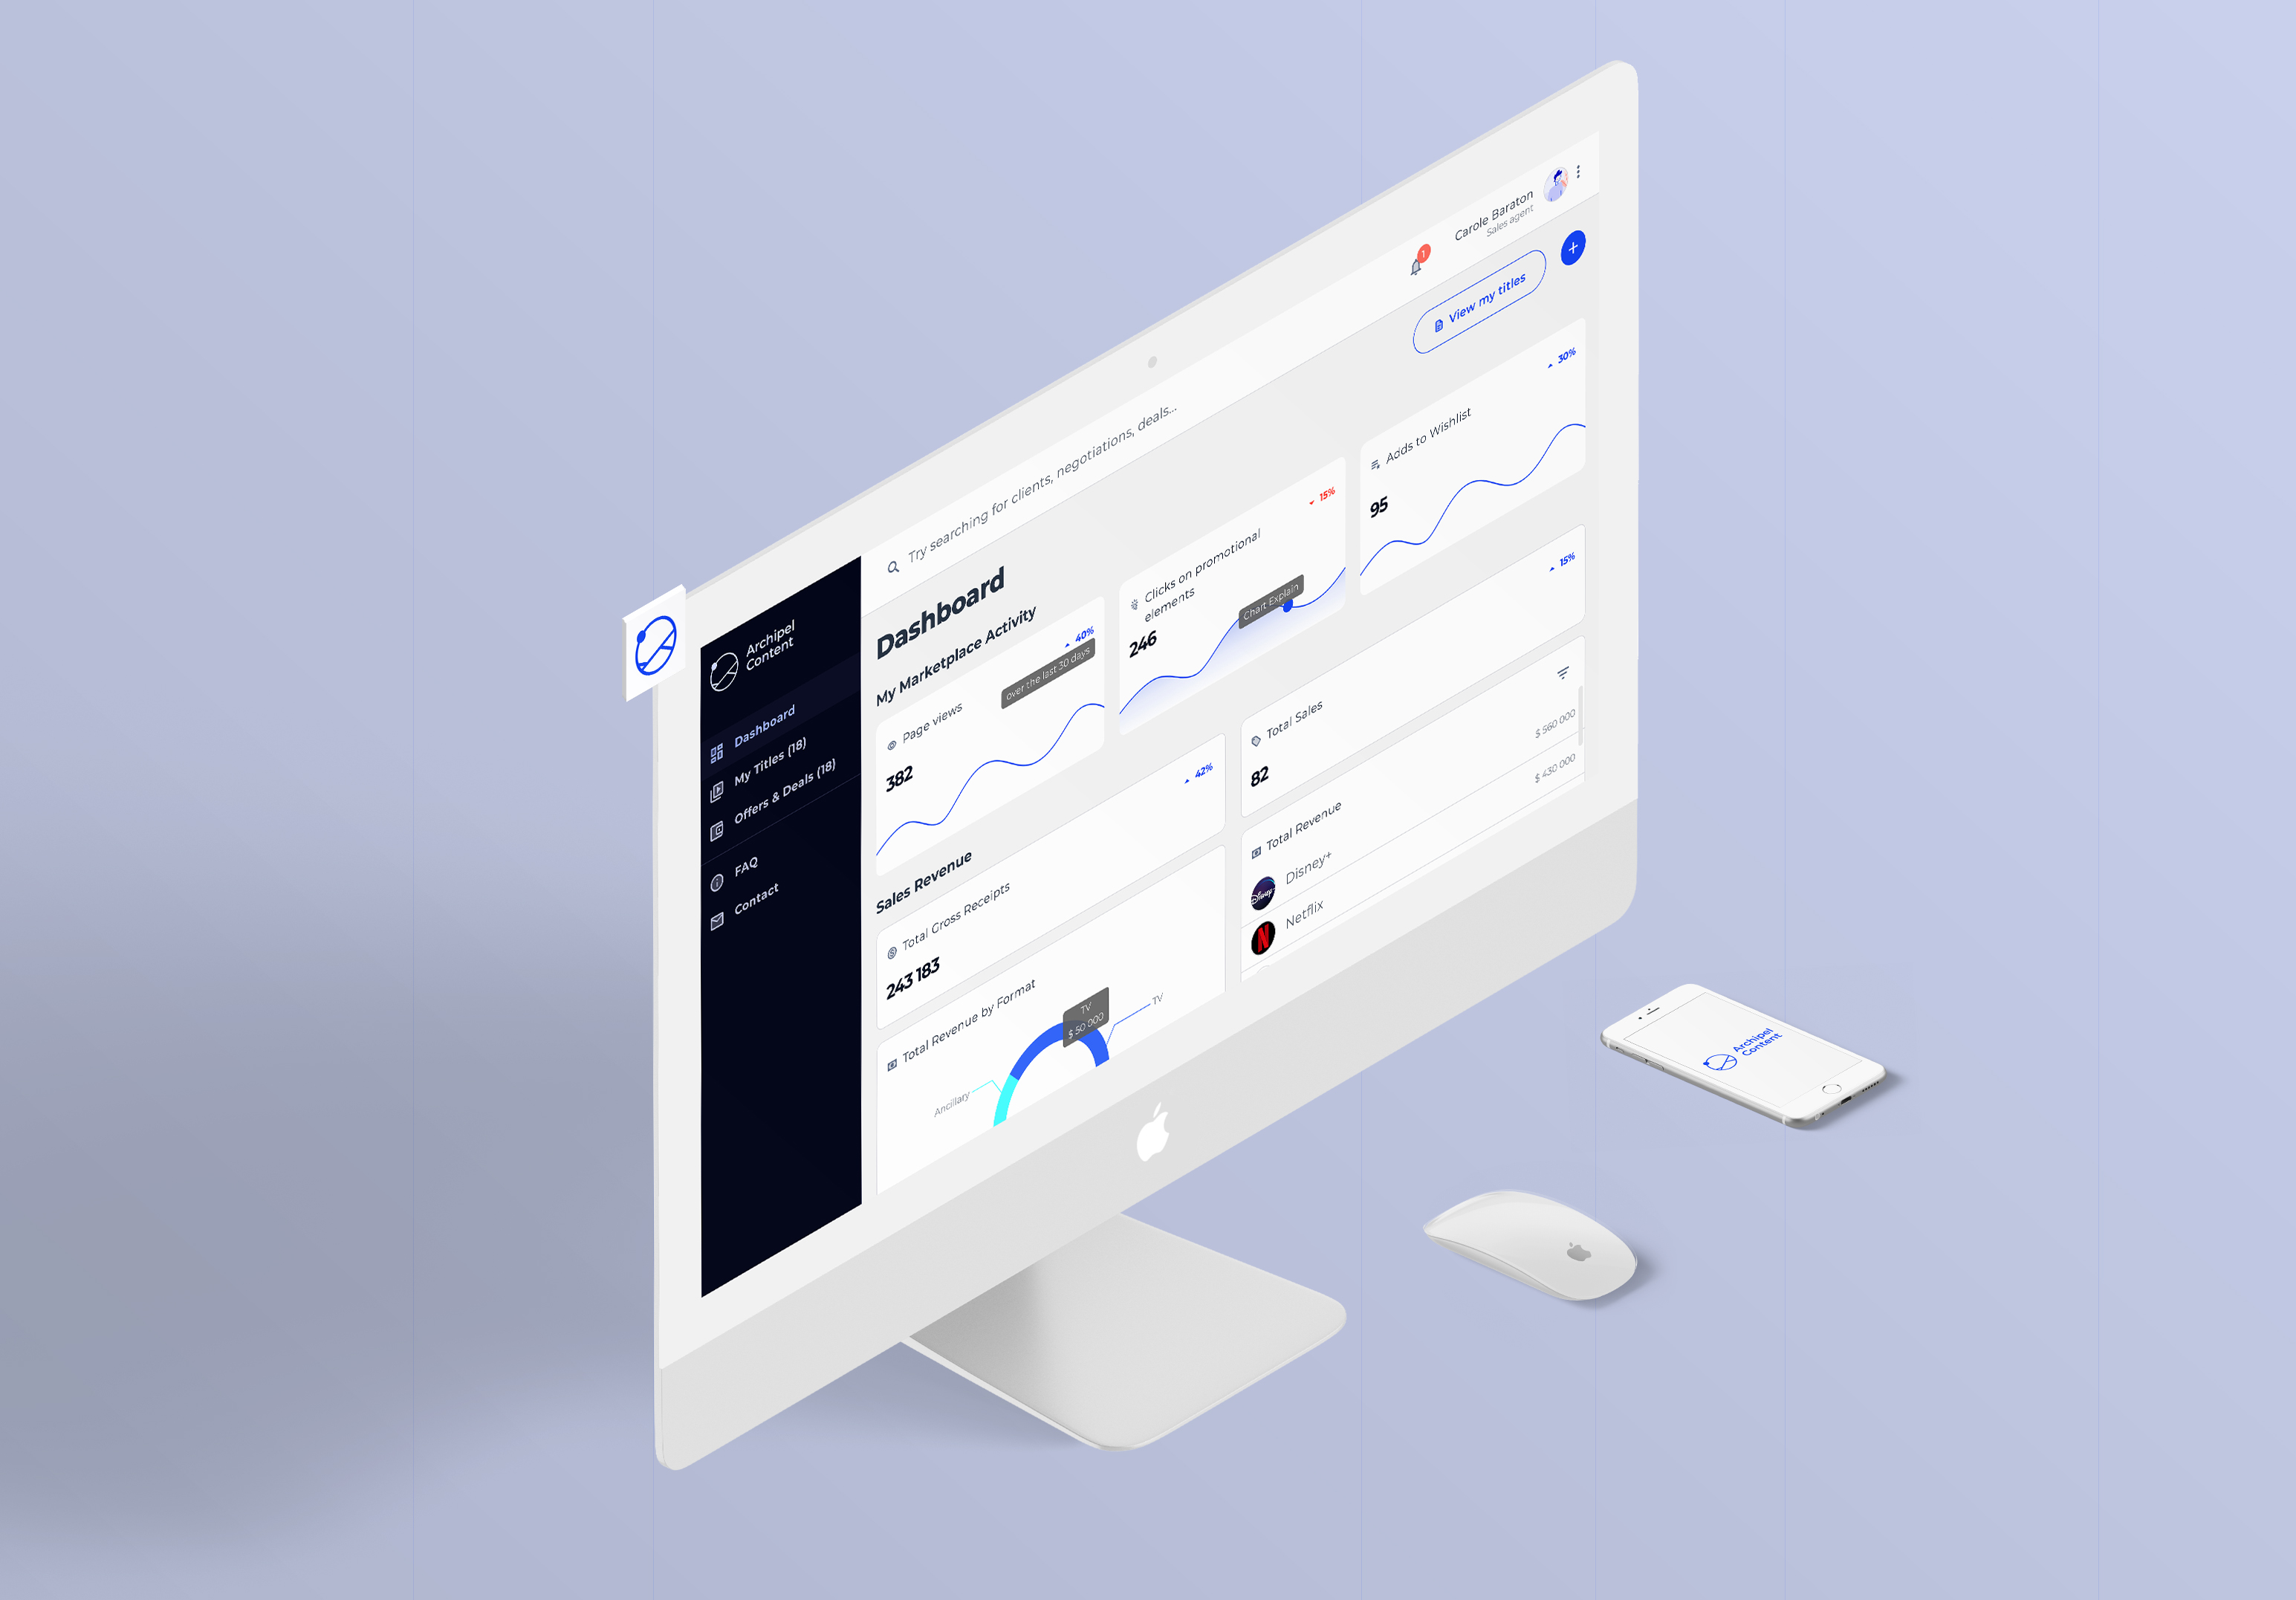 Archipel
Content
Dashboard
My Titles (18)
Offers & Deals (18)
FAQ
Contact
Try searching for clients, negotiations, deals...
1
Carole Baraton
Sales agent
Dashboard
View my titles
My Marketplace Activity
Page views
40%
over the last 30 days
382
Clicks on promotional
elements
15%
246
Chart Explain
Adds to Wishlist
30%
95
Sales Revenue
Total Gross Receipts
42%
243 183
Total Sales
15%
82
Total Revenue by Format
TV
$ 50 000
TV
Ancillary
Total Revenue
Disney+
$ 560 000
Disney+
Netflix
$ 430 000
N
Archipel
Content